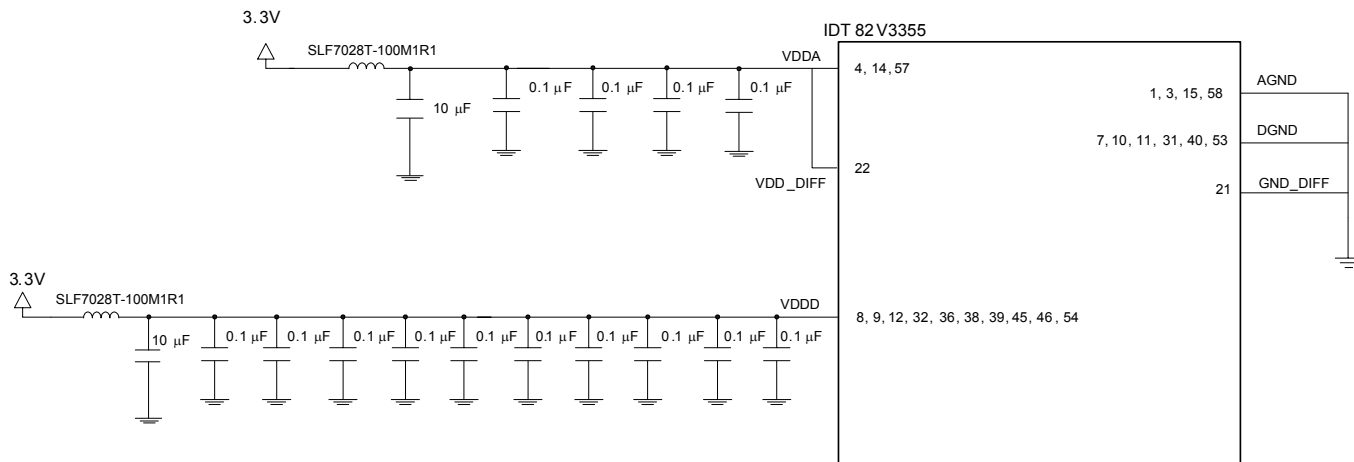 3.3V
IDT 82V3355
SLF7028T-100M1R1
VDDA
4, 14, 57
10 μF
0.1 μF
0.1 μF
0.1 μF
0.1 μF
1, 3, 15, 58
AGND
7, 10, 11, 31, 40, 53
DGND
22
VDD_DIFF
21
GND_DIFF
3.3V
SLF7028T-100M1R1
VDDD
8, 9, 12, 32, 36, 38, 39, 45, 46, 54
10 μF
0.1 μF
0.1 μF
0.1 μF
0.1 μF
0.1 μF
0.1 μF
0.1 μF
0.1 μF
0.1 μF
0.1 μF